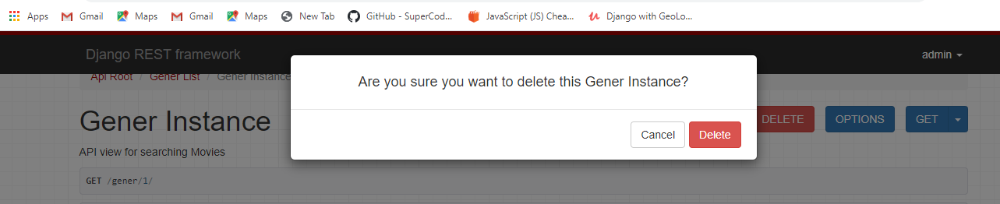 Apps Gmail Maps Gmail Maps New Tab GitHub - SuperCod... JavaScript (JS) Chea... Django with GeoLo...
Django REST framework admin
Api Root / Gener List / Gener Instance
Are you sure you want to delete this Gener Instance?
Gener Instance DELETE OPTIONS GET
Cancel Delete
API view for searching Movies
GET /gener/1/